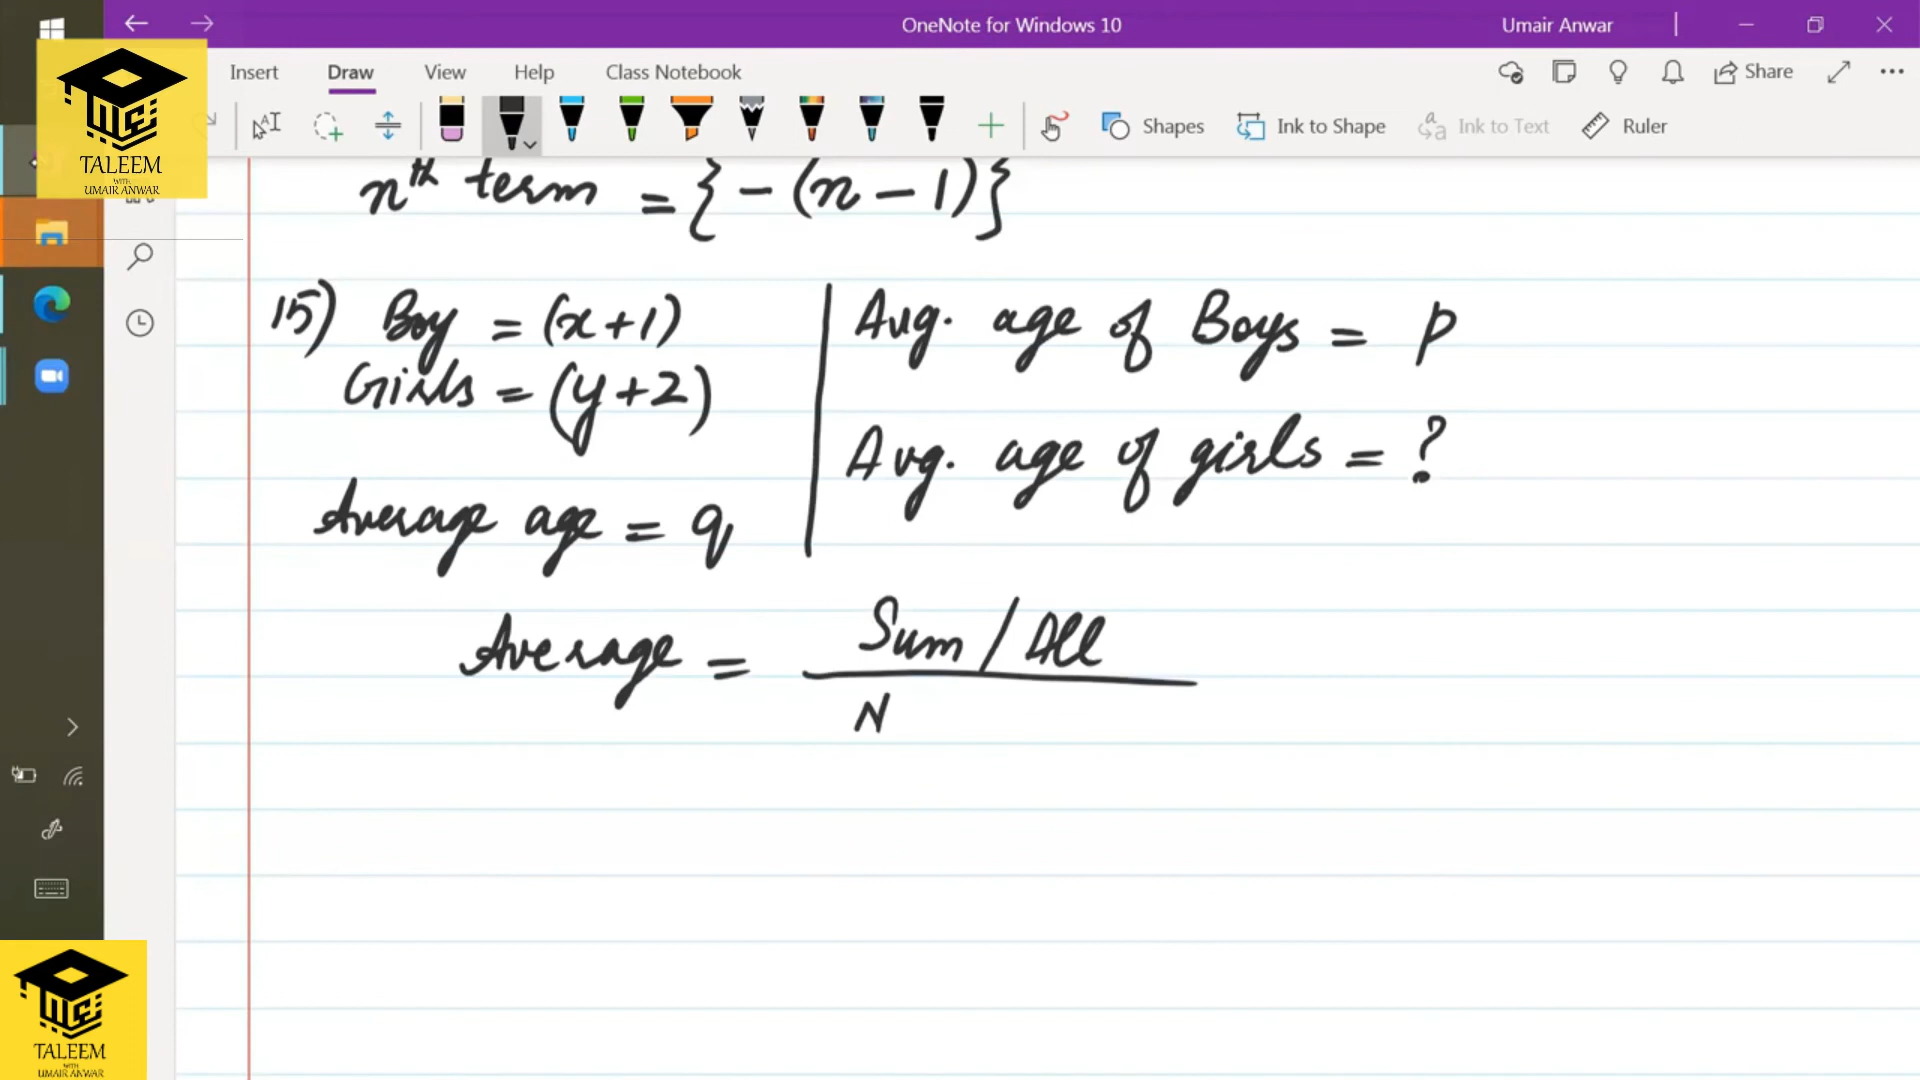 OneNote for Windows 10
Umair Anwar
Insert Draw View Help Class Notebook
Share
Shapes Ink to Shape Ink to Text Ruler
TALEEM
WITH
UMAIR ANWAR
nth term = {-(n-1)}
15) Boy = (x+1)
Girls = (y+2)
Average age = q
Avg. age of Boys = p
Avg. age of girls = ?
Average = Sum / All
N
TALEEM
WITH
UMAIR ANWAR